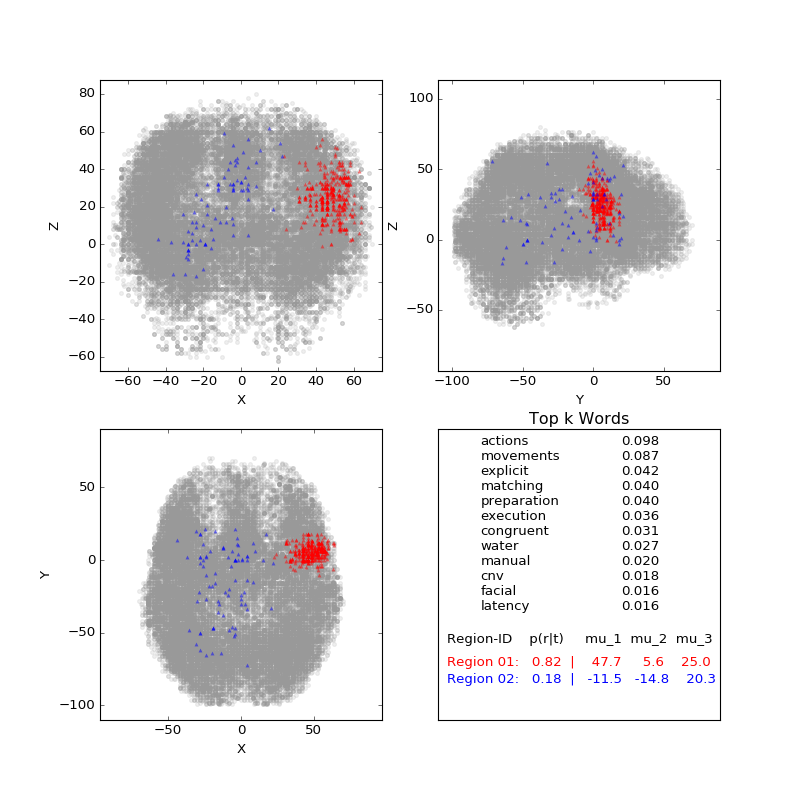 80
60
40
20
0
−20
−40
−60
Z
−60 −40 −20 0 20 40 60
X
100
50
0
−50
Z
−100 −50 0 50
Y
50
0
−50
−100
Y
−50 0 50
X
Top k Words
actions 0.098
movements 0.087
explicit 0.042
matching 0.040
preparation 0.040
execution 0.036
congruent 0.031
water 0.027
manual 0.020
cnv 0.018
facial 0.016
latency 0.016
Region-ID p(r|t) mu_1 mu_2 mu_3
Region 01: 0.82 | 47.7 5.6 25.0
Region 02: 0.18 | -11.5 -14.8 20.3